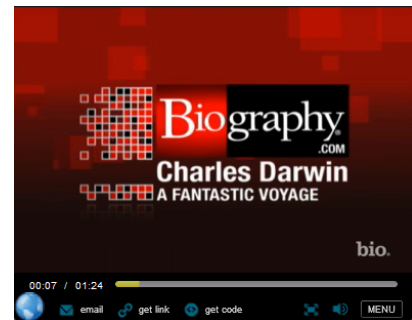 Biography®
.COM
Charles Darwin
A FANTASTIC VOYAGE
bio.
00:07 / 01:24
email get link get code MENU